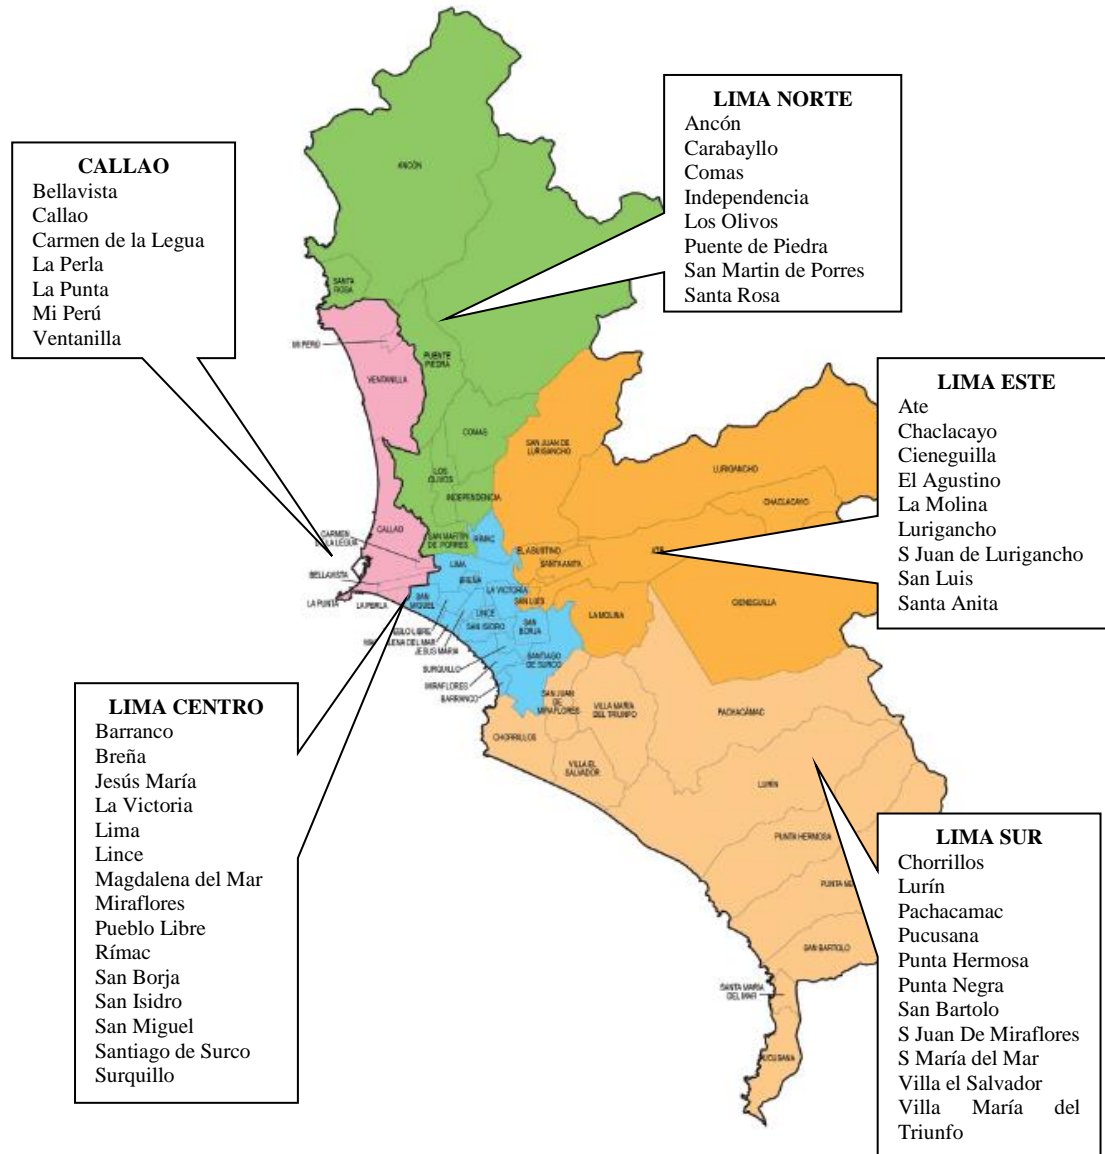 LIMA NORTE
Ancón
Carabayllo
Comas
Independencia
Los Olivos
Puente de Piedra
San Martin de Porres
Santa Rosa
CALLAO
Bellavista
Callao
Carmen de la Legua
La Perla
La Punta
Mi Perú
Ventanilla
LIMA ESTE
Ate
Chaclacayo
Cieneguilla
El Agustino
La Molina
Lurigancho
S Juan de Lurigancho
San Luis
Santa Anita
LIMA CENTRO
Barranco
Breña
Jesús María
La Victoria
Lima
Lince
Magdalena del Mar
Miraflores
Pueblo Libre
Rímac
San Borja
San Isidro
San Miguel
Santiago de Surco
Surquillo
LIMA SUR
Chorrillos
Lurín
Pachacamac
Pucusana
Punta Hermosa
Punta Negra
San Bartolo
S Juan De Miraflores
S María del Mar
Villa el Salvador
Villa María del
Triunfo
ANCÓN
SANTA
ROSA
MI PERÚ
PUENTE
PIEDRA
VENTANILLA
COMAS
SAN JUAN DE
LURIGANCHO
LURIGANCHO
LOS
OLIVOS
INDEPENDENCIA
CHACLACAYO
CALLAO
CARMEN
LA LEGUA
SAN MARTÍN
DE PORRES
RÍMAC
EL AGUSTINO
SANTA ANITA
LIMA
BELLAVISTA
BREÑA
LA VICTORIA
LA PUNTA
LA PERLA
SAN
MIGUEL
LINCE
SAN LUIS
LA MOLINA
CIENEGUILLA
SAN ISIDRO
SAN
BORJA
LIBRE
DEL MAR
JESÚS MARÍA
SURQUILLO
SANTIAGO
DE SURCO
MIRAFLORES
BARRANCO
SAN JUAN
DE
MIRAFLORES
VILLA MARÍA
DEL TRIUNFO
PACHACÁMAC
CHORRILLOS
VILLA EL
SALVADOR
LURÍN
PUNTA HERMOSA
PUNTA
SAN BARTOLO
SANTA MARÍA
DEL MAR
UCUSANA